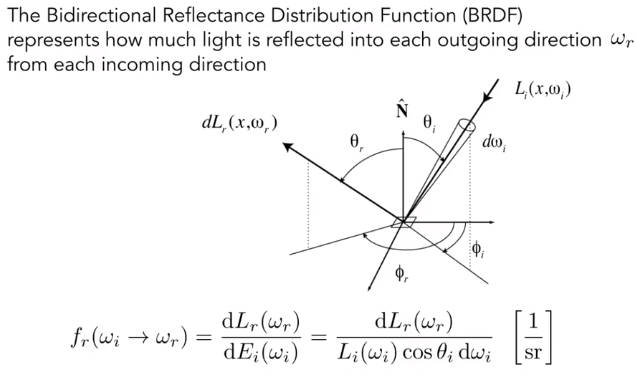 The Bidirectional Reflectance Distribution Function (BRDF)
represents how much light is reflected into each outgoing direction ωr
from each incoming direction
Li(x,ωi)
N̂
dLr(x,ωr)
θi
θr
dωi
ϕi
ϕr
fr(ωi → ωr) = dLr(ωr) / dEi(ωi) = dLr(ωr) / Li(ωi) cos θi dωi [1/sr]